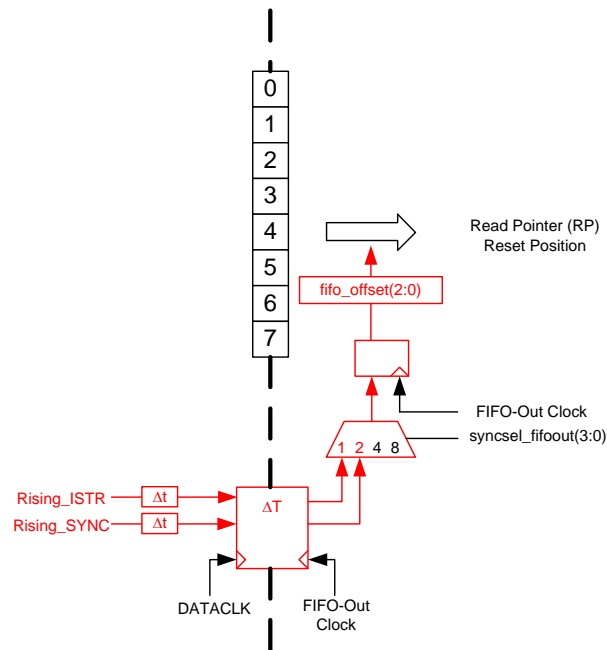 0
1
2
3
4
5
6
7
Read Pointer (RP)
Reset Position
fifo_offset(2:0)
FIFO-Out Clock
syncsel_fifoout(3:0)
1 2 4 8
Rising_ISTR
Δt
ΔT
Rising_SYNC
Δt
DATACLK
FIFO-Out
Clock